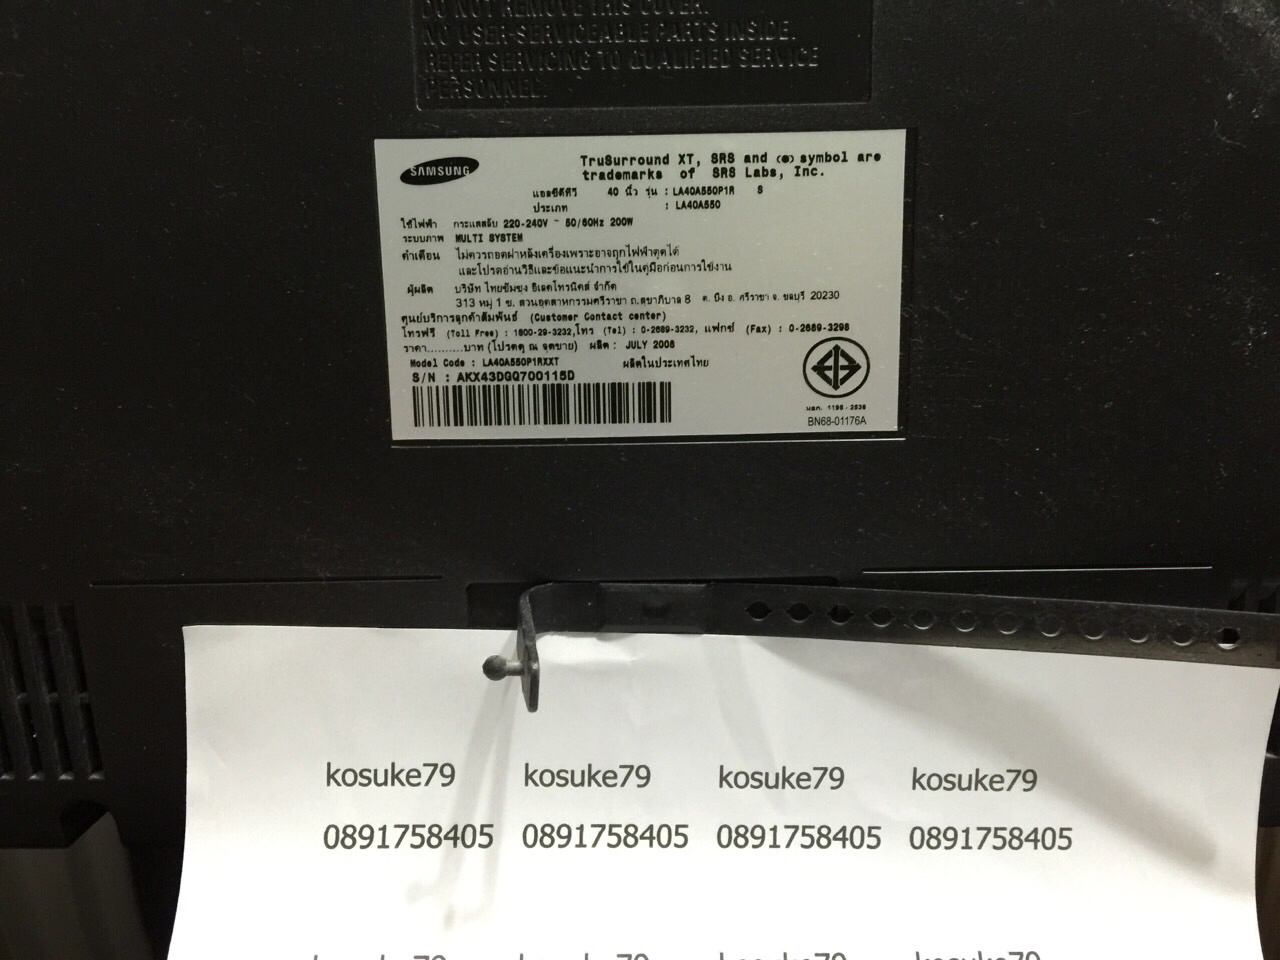 DO NOT REMOVE THIS COVER.
NO USER-SERVICEABLE PARTS INSIDE.
REFER SERVICING TO QUALIFIED SERVICE
PERSONNEL.
SAMSUNG
TruSurround XT, SRS and (●) symbol are
trademarks of SRS Labs, Inc.
แอลซีดีทีวี 40 นิ้ว รุ่น : LA40A550P1R S
ประเภท : LA40A550
ใช้ไฟฟ้า กระแสสลับ 220-240V ~ 50/60Hz 200W
ระบบภาพ MULTI SYSTEM
คำเตือน ไม่ควรถอดฝาหลังเครื่องเพราะอาจถูกไฟฟ้าดูดได้
และโปรดอ่านวิธีและข้อแนะนำการใช้ในคู่มือก่อนการใช้งาน
ผู้ผลิต บริษัท ไทยซัมซุง อิเลคโทรนิคส์ จำกัด
313 หมู่ 1 ซ. สวนอุตสาหกรรมศรีราชา ถ.สุขาภิบาล 8 ต. บึง อ. ศรีราชา จ. ชลบุรี 20230
ศูนย์บริการลูกค้าสัมพันธ์ (Customer Contact center)
โทรฟรี (Toll Free) : 1800-29-3232,โทร (Tel) : 0-2689-3232, แฟกซ์ (Fax) : 0-2689-3298
ราคา..........บาท (โปรดดู ณ จุดขาย) ผลิต : JULY 2008
Model Code : LA40A550P1RXXT ผลิตในประเทศไทย
S/N : AKX43DGQ700115D
มอก. 1195-2536
BN68-01176A
kosuke79 kosuke79 kosuke79 kosuke79
0891758405 0891758405 0891758405 0891758405
kosuke79 kosuke79 kosuke79 kosuke79